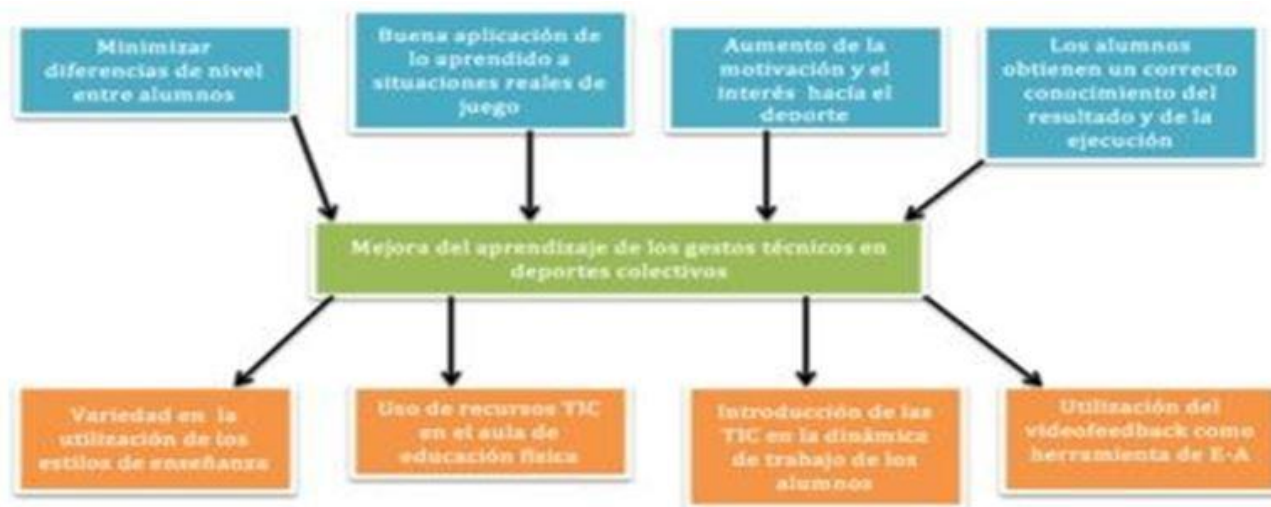 Minimizar
diferencias de nivel
entre alumnos
Buena aplicación de
lo aprendido a
situaciones reales de
juego
Aumento de la
motivación y el
interés hacía el
deporte
Los alumnos
obtienen un correcto
conocimiento del
resultado y de la
ejecución
Mejora del aprendizaje de los gestos técnicos en
deportes colectivos
Variedad en la
utilización de los
estilos de enseñanza
Uso de recursos TIC
en el aula de
educación física
Introducción de las
TIC en la dinámica
de trabajo de los
alumnos
Utilización del
videofeedback como
herramienta de E-A